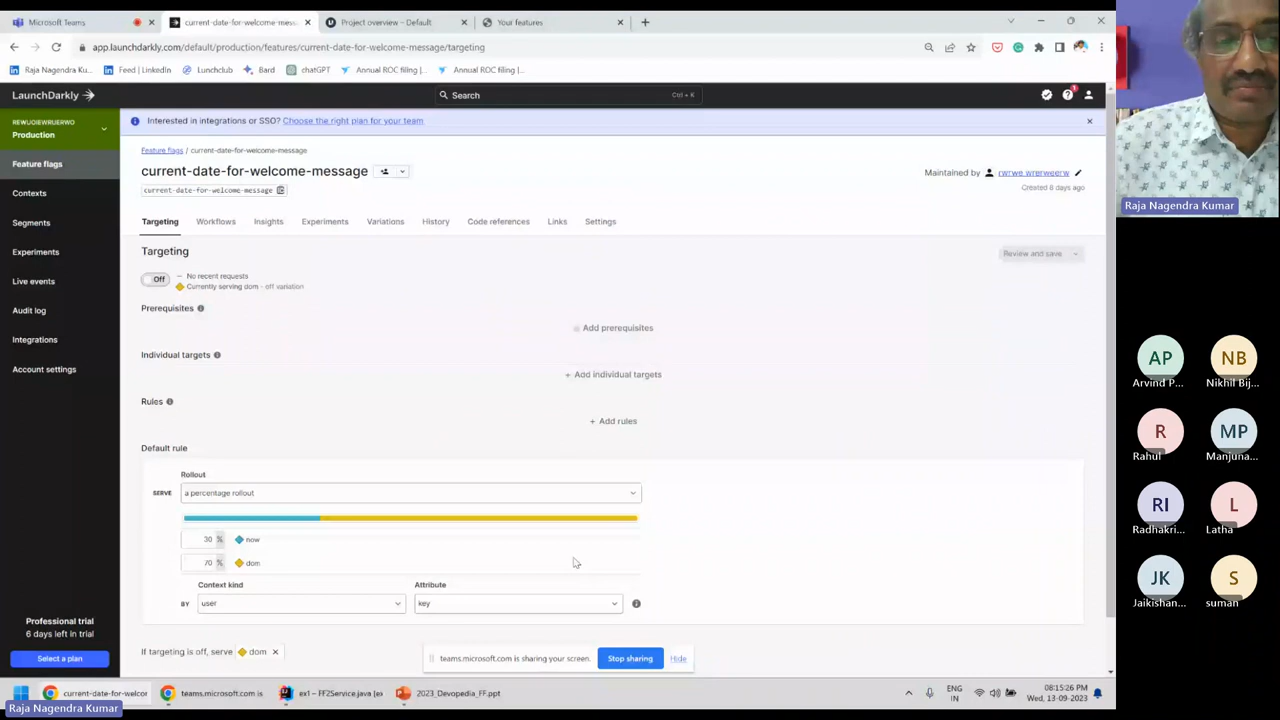 Microsoft Teams
current-date-for-welcome-messa
Project overview – Default
Your features
app.launchdarkly.com/default/production/features/current-date-for-welcome-message/targeting
Raja Nagendra Ku...
Feed | LinkedIn
Lunchclub
Bard
chatGPT
Annual ROC filing |...
Annual ROC filing |...
LaunchDarkly
Search
Ctrl + K
REWUOIEWRUERWO
Production
Interested in integrations or SSO? Choose the right plan for your team.
Feature flags
Contexts
Segments
Experiments
Live events
Audit log
Integrations
Account settings
Professional trial
6 days left in trial
Select a plan
Feature flags / current-date-for-welcome-message
current-date-for-welcome-message
current-date-for-welcome-message
Maintained by rwrwe wrerweerw
Created 8 days ago
Targeting
Workflows
Insights
Experiments
Variations
History
Code references
Links
Settings
Targeting
Review and save
Off
No recent requests
Currently serving dom – off variation
Prerequisites
Add prerequisites
Individual targets
+ Add individual targets
Rules
+ Add rules
Default rule
Rollout
SERVE
a percentage rollout
30 %
now
70 %
dom
Context kind
Attribute
BY
user
key
If targeting is off, serve dom
teams.microsoft.com is sharing your screen.
Stop sharing
Hide
current-date-for-welcor
teams.microsoft.com is
ex1 – FF2Service.java (ex
2023_Devopedia_FF.ppt
ENG
IN
08:15:26 PM
Wed, 13-09-2023
Raja Nagendra Kumar
Raja Nagendra Kumar
AP
Arvind P...
NB
Nikhil Bij...
R
Rahul
MP
Manjuna...
RI
Radhakri...
L
Latha
JK
Jaikishan...
S
suman